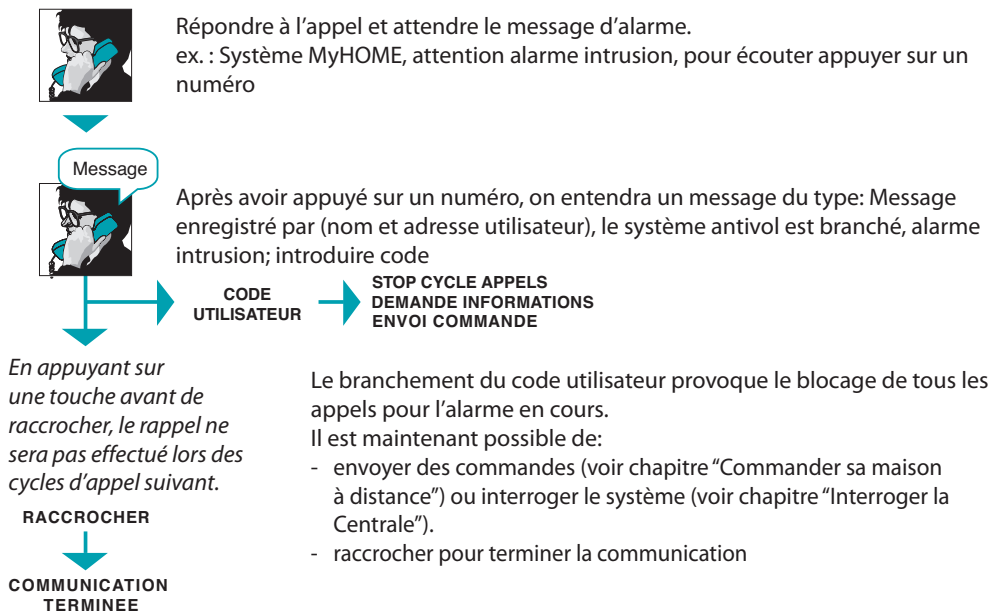 Répondre à l’appel et attendre le message d’alarme.
ex. : Système MyHOME, attention alarme intrusion, pour écouter appuyer sur un
numéro
Message
Après avoir appuyé sur un numéro, on entendra un message du type: Message
enregistré par (nom et adresse utilisateur), le système antivol est branché, alarme
intrusion; introduire code
CODE
UTILISATEUR
STOP CYCLE APPELS
DEMANDE INFORMATIONS
ENVOI COMMANDE
En appuyant sur
une touche avant de
raccrocher, le rappel ne
sera pas effectué lors des
cycles d’appel suivant.
RACCROCHER
COMMUNICATION
TERMINEE
Le branchement du code utilisateur provoque le blocage de tous les
appels pour l’alarme en cours.
Il est maintenant possible de:
- envoyer des commandes (voir chapitre “Commander sa maison
à distance”) ou interroger le système (voir chapitre “Interroger la
Centrale”).
- raccrocher pour terminer la communication